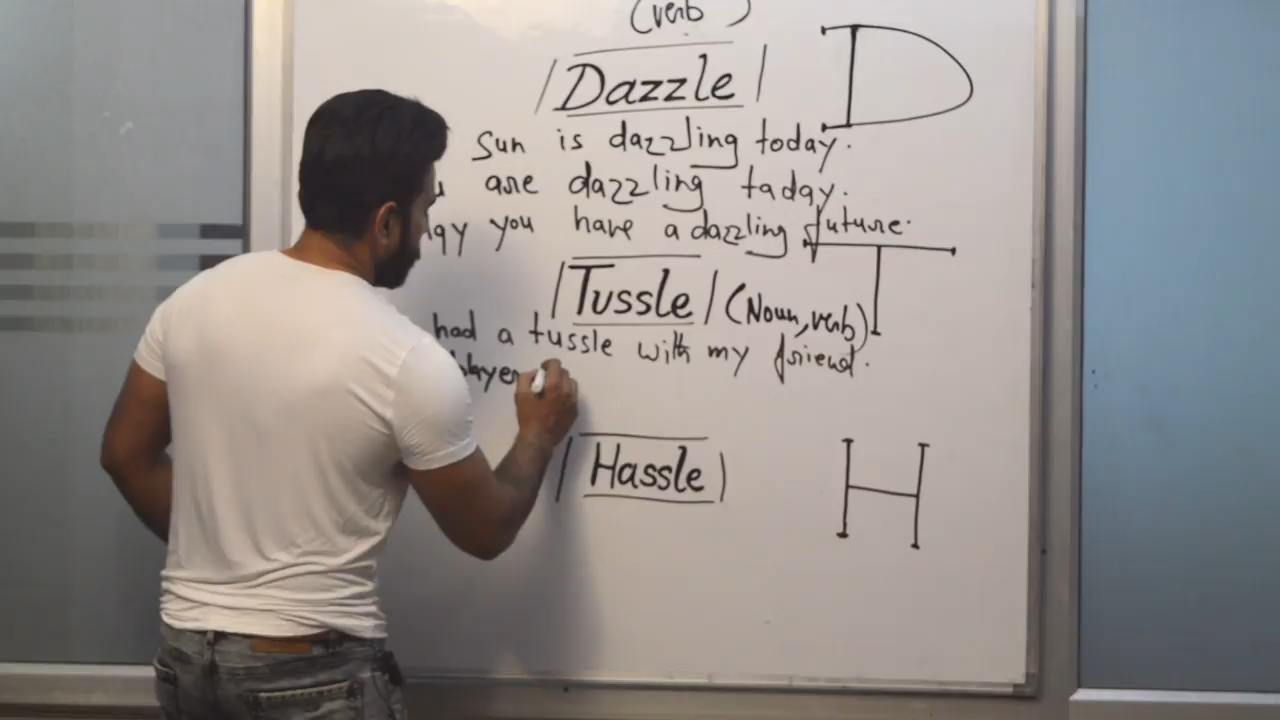 (verb)
Dazzle D
Sun is dazzling today.
are dazzling taday.
you have a dazzling future.
Tussle (Noun, verb) T
had a tussle with my friend.
Hassle H